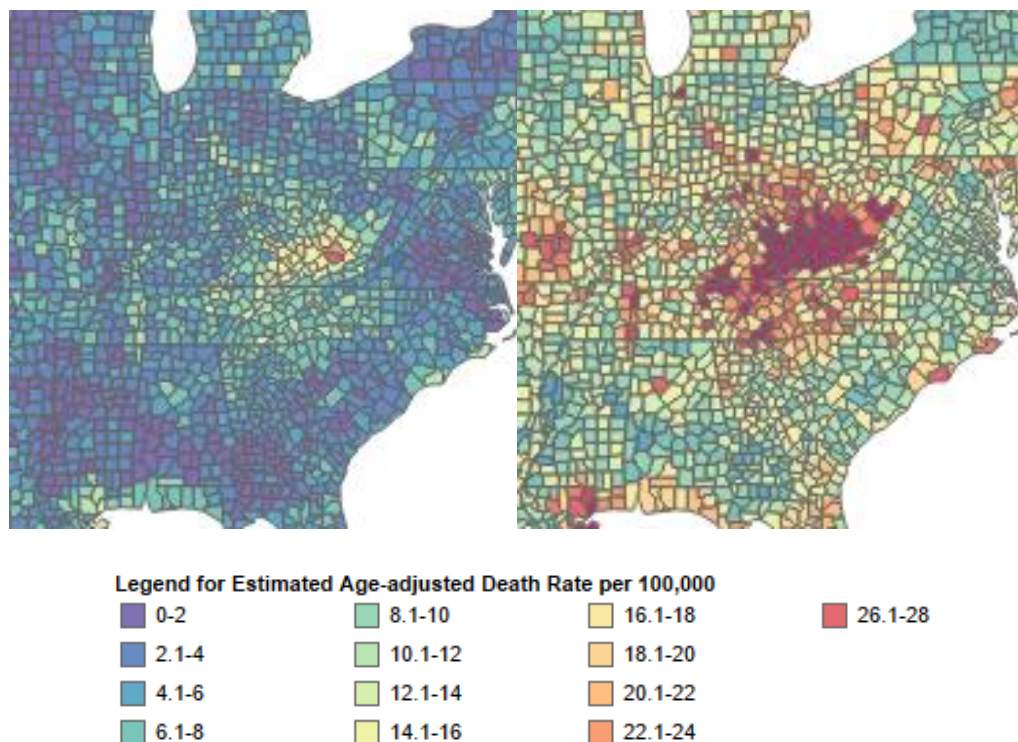 Legend for Estimated Age-adjusted Death Rate per 100,000
0-2 8.1-10 16.1-18 26.1-28
2.1-4 10.1-12 18.1-20
4.1-6 12.1-14 20.1-22
6.1-8 14.1-16 22.1-24